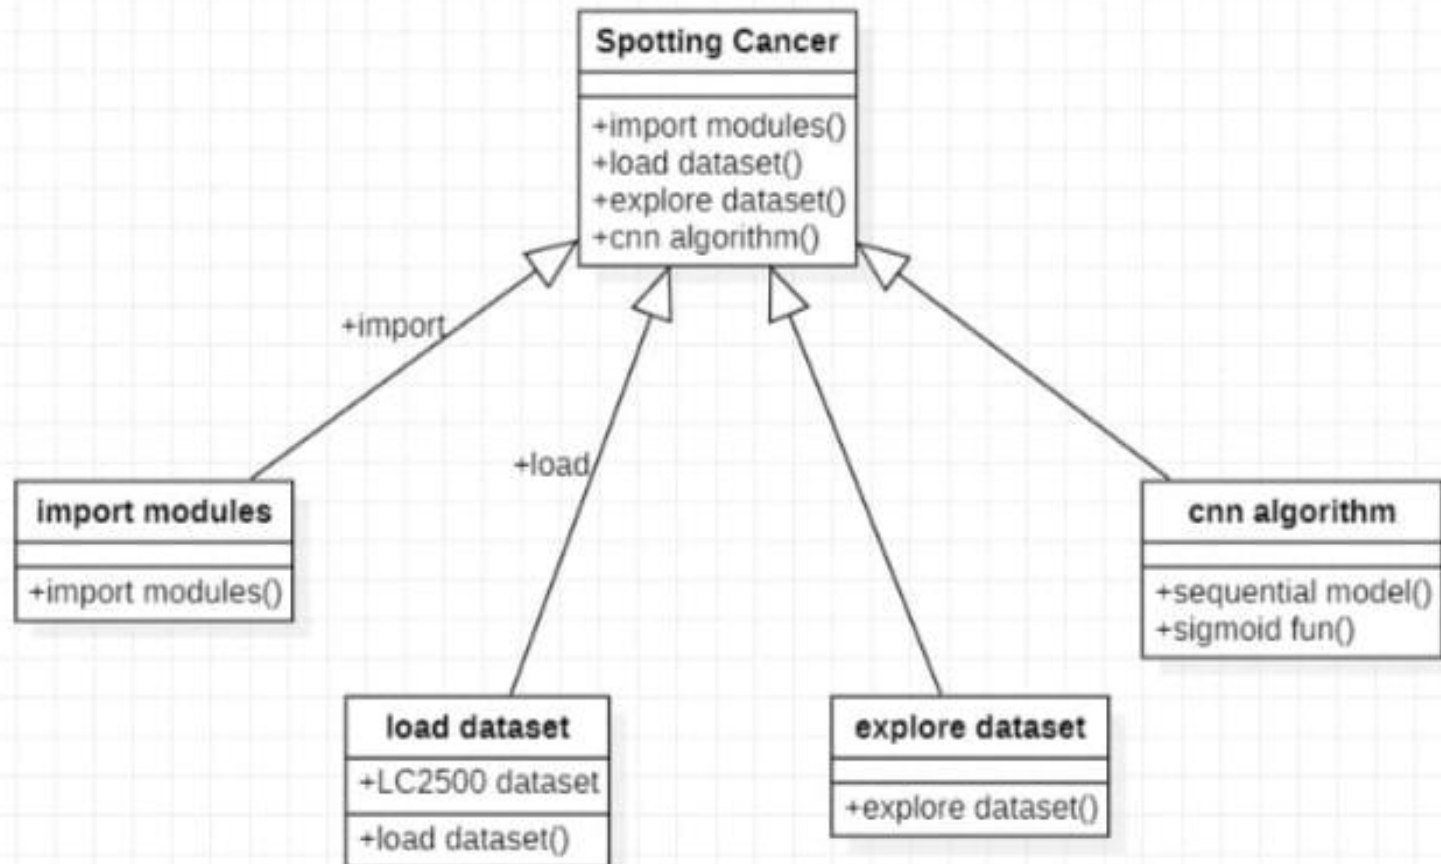 Spotting Cancer
+import modules()
+load dataset()
+explore dataset()
+cnn algorithm()
+import
+load
import modules
+import modules()
cnn algorithm
+sequential model()
+sigmoid fun()
load dataset
+LC2500 dataset
+load dataset()
explore dataset
+explore dataset()